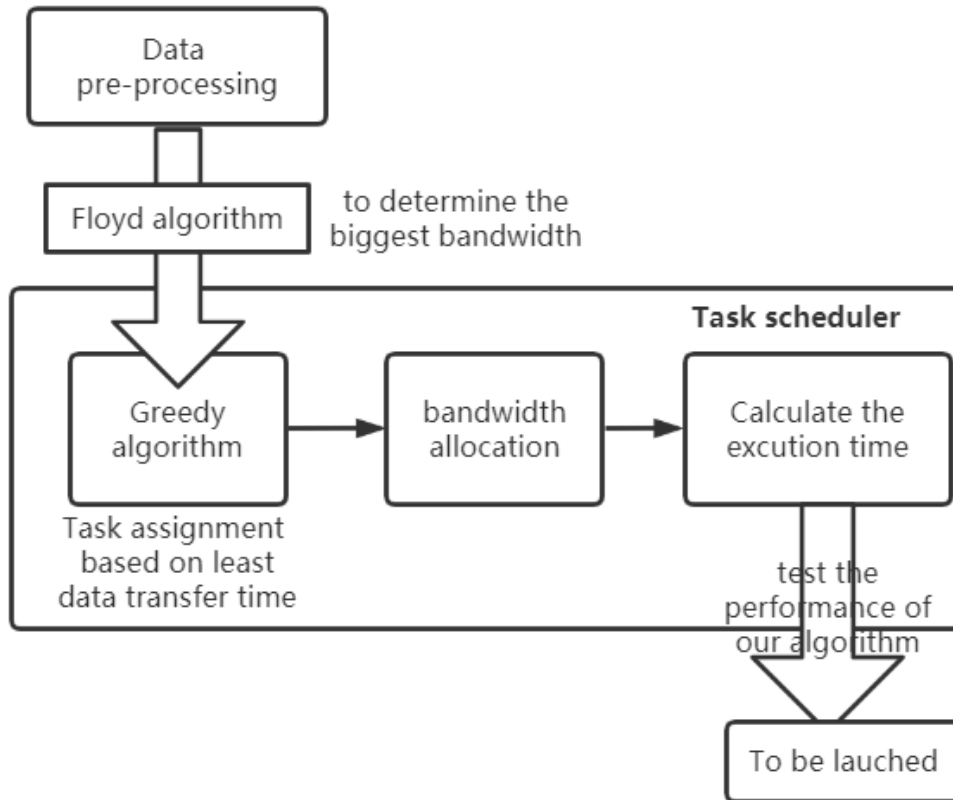 Data
pre-processing
Floyd algorithm
to determine the
biggest bandwidth
Task scheduler
Greedy
algorithm
bandwidth
allocation
Calculate the
excution time
Task assignment
based on least
data transfer time
test the
performance of
our algorithm
To be lauched